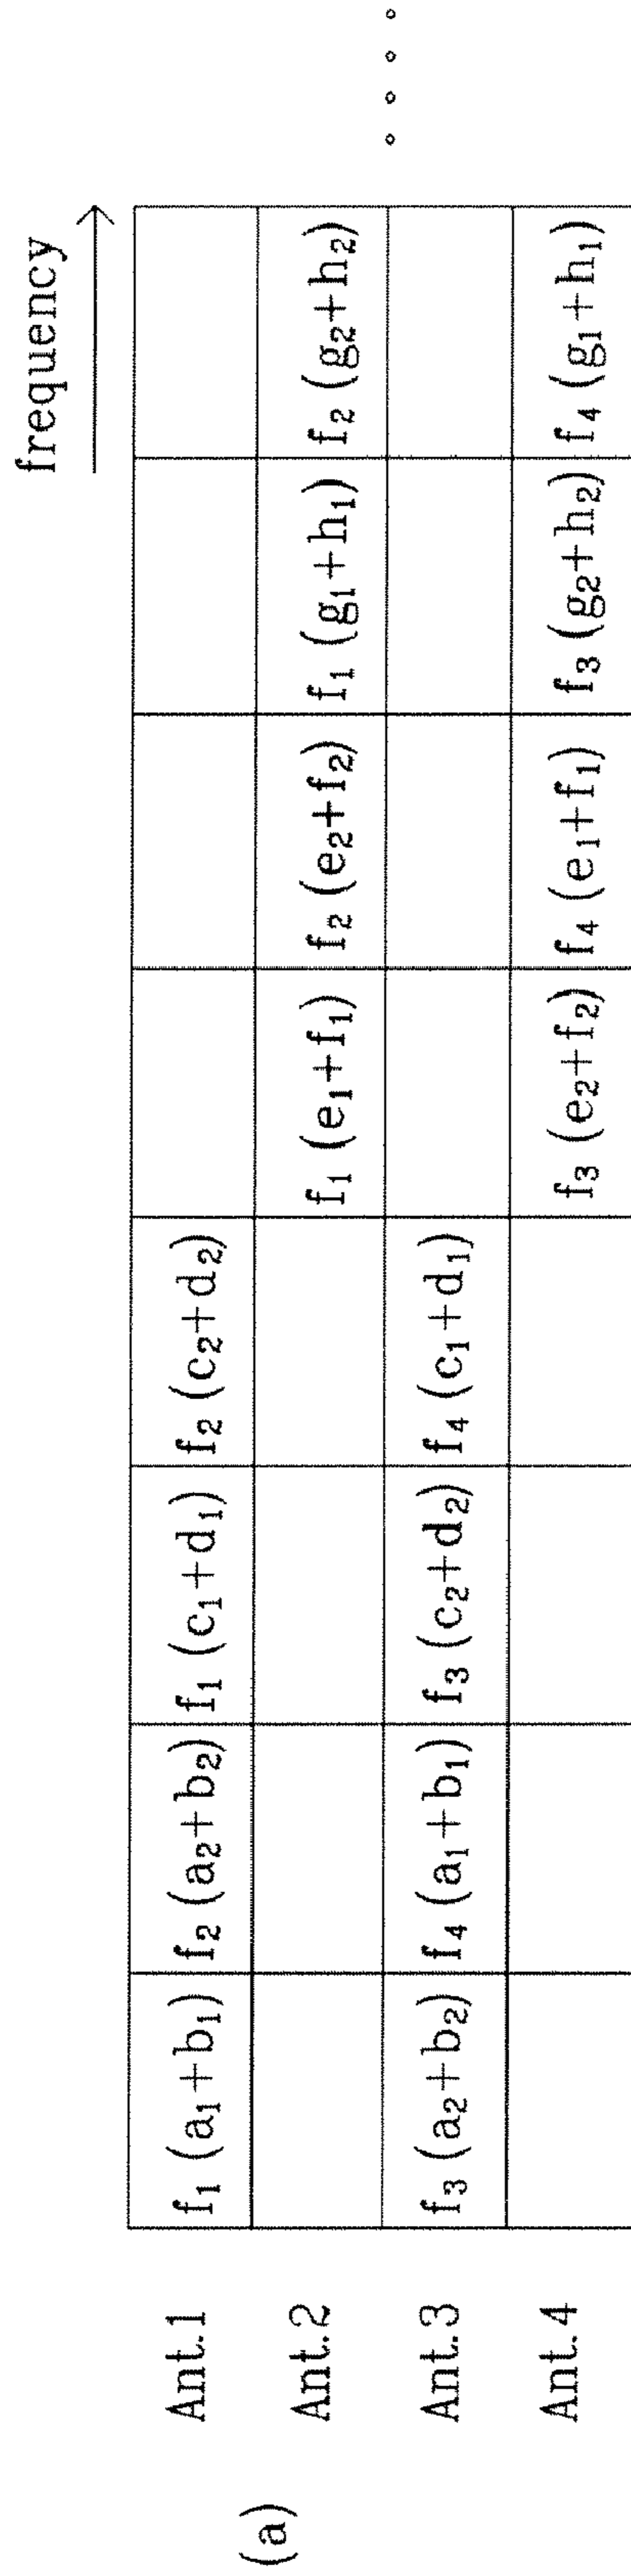 frequency
Ant.1 f₁ (a₁+b₁) f₂ (a₂+b₂) f₁ (c₁+d₁) f₂ (c₂+d₂)
Ant.2 f₁ (e₁+f₁) f₂ (e₂+f₂) f₁ (g₁+h₁) f₂ (g₂+h₂)
(a)
Ant.3 f₃ (a₂+b₂) f₄ (a₁+b₁) f₃ (c₂+d₂) f₄ (c₁+d₁)
Ant.4 f₃ (e₂+f₂) f₄ (e₁+f₁) f₃ (g₂+h₂) f₄ (g₁+h₁)